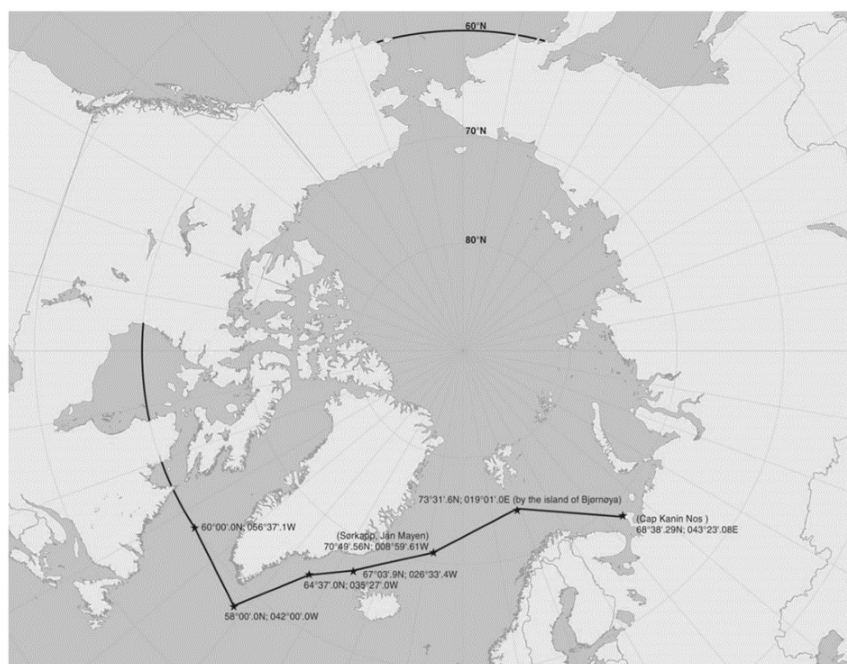 60°N
70°N
80°N
73°31'.6N; 019°01'.0E (by the island of Bjørnøya)
(Cap Kanin Nos )
68°38'.29N; 043°23'.08E
60°00'.0N; 056°37'.1W
(Sørkapp, Jan Mayen)
70°49'.56N; 008°59'.61W
67°03'.9N; 026°33'.4W
64°37'.0N; 035°27'.0W
58°00'.0N; 042°00'.0W